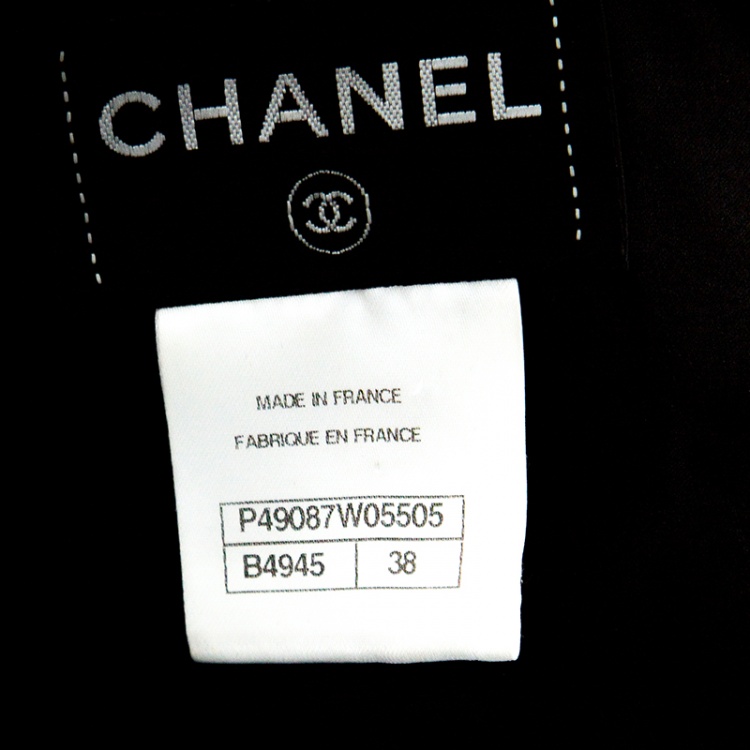 CHANEL
MADE IN FRANCE
FABRIQUE EN FRANCE
P49087W05505
B4945 38